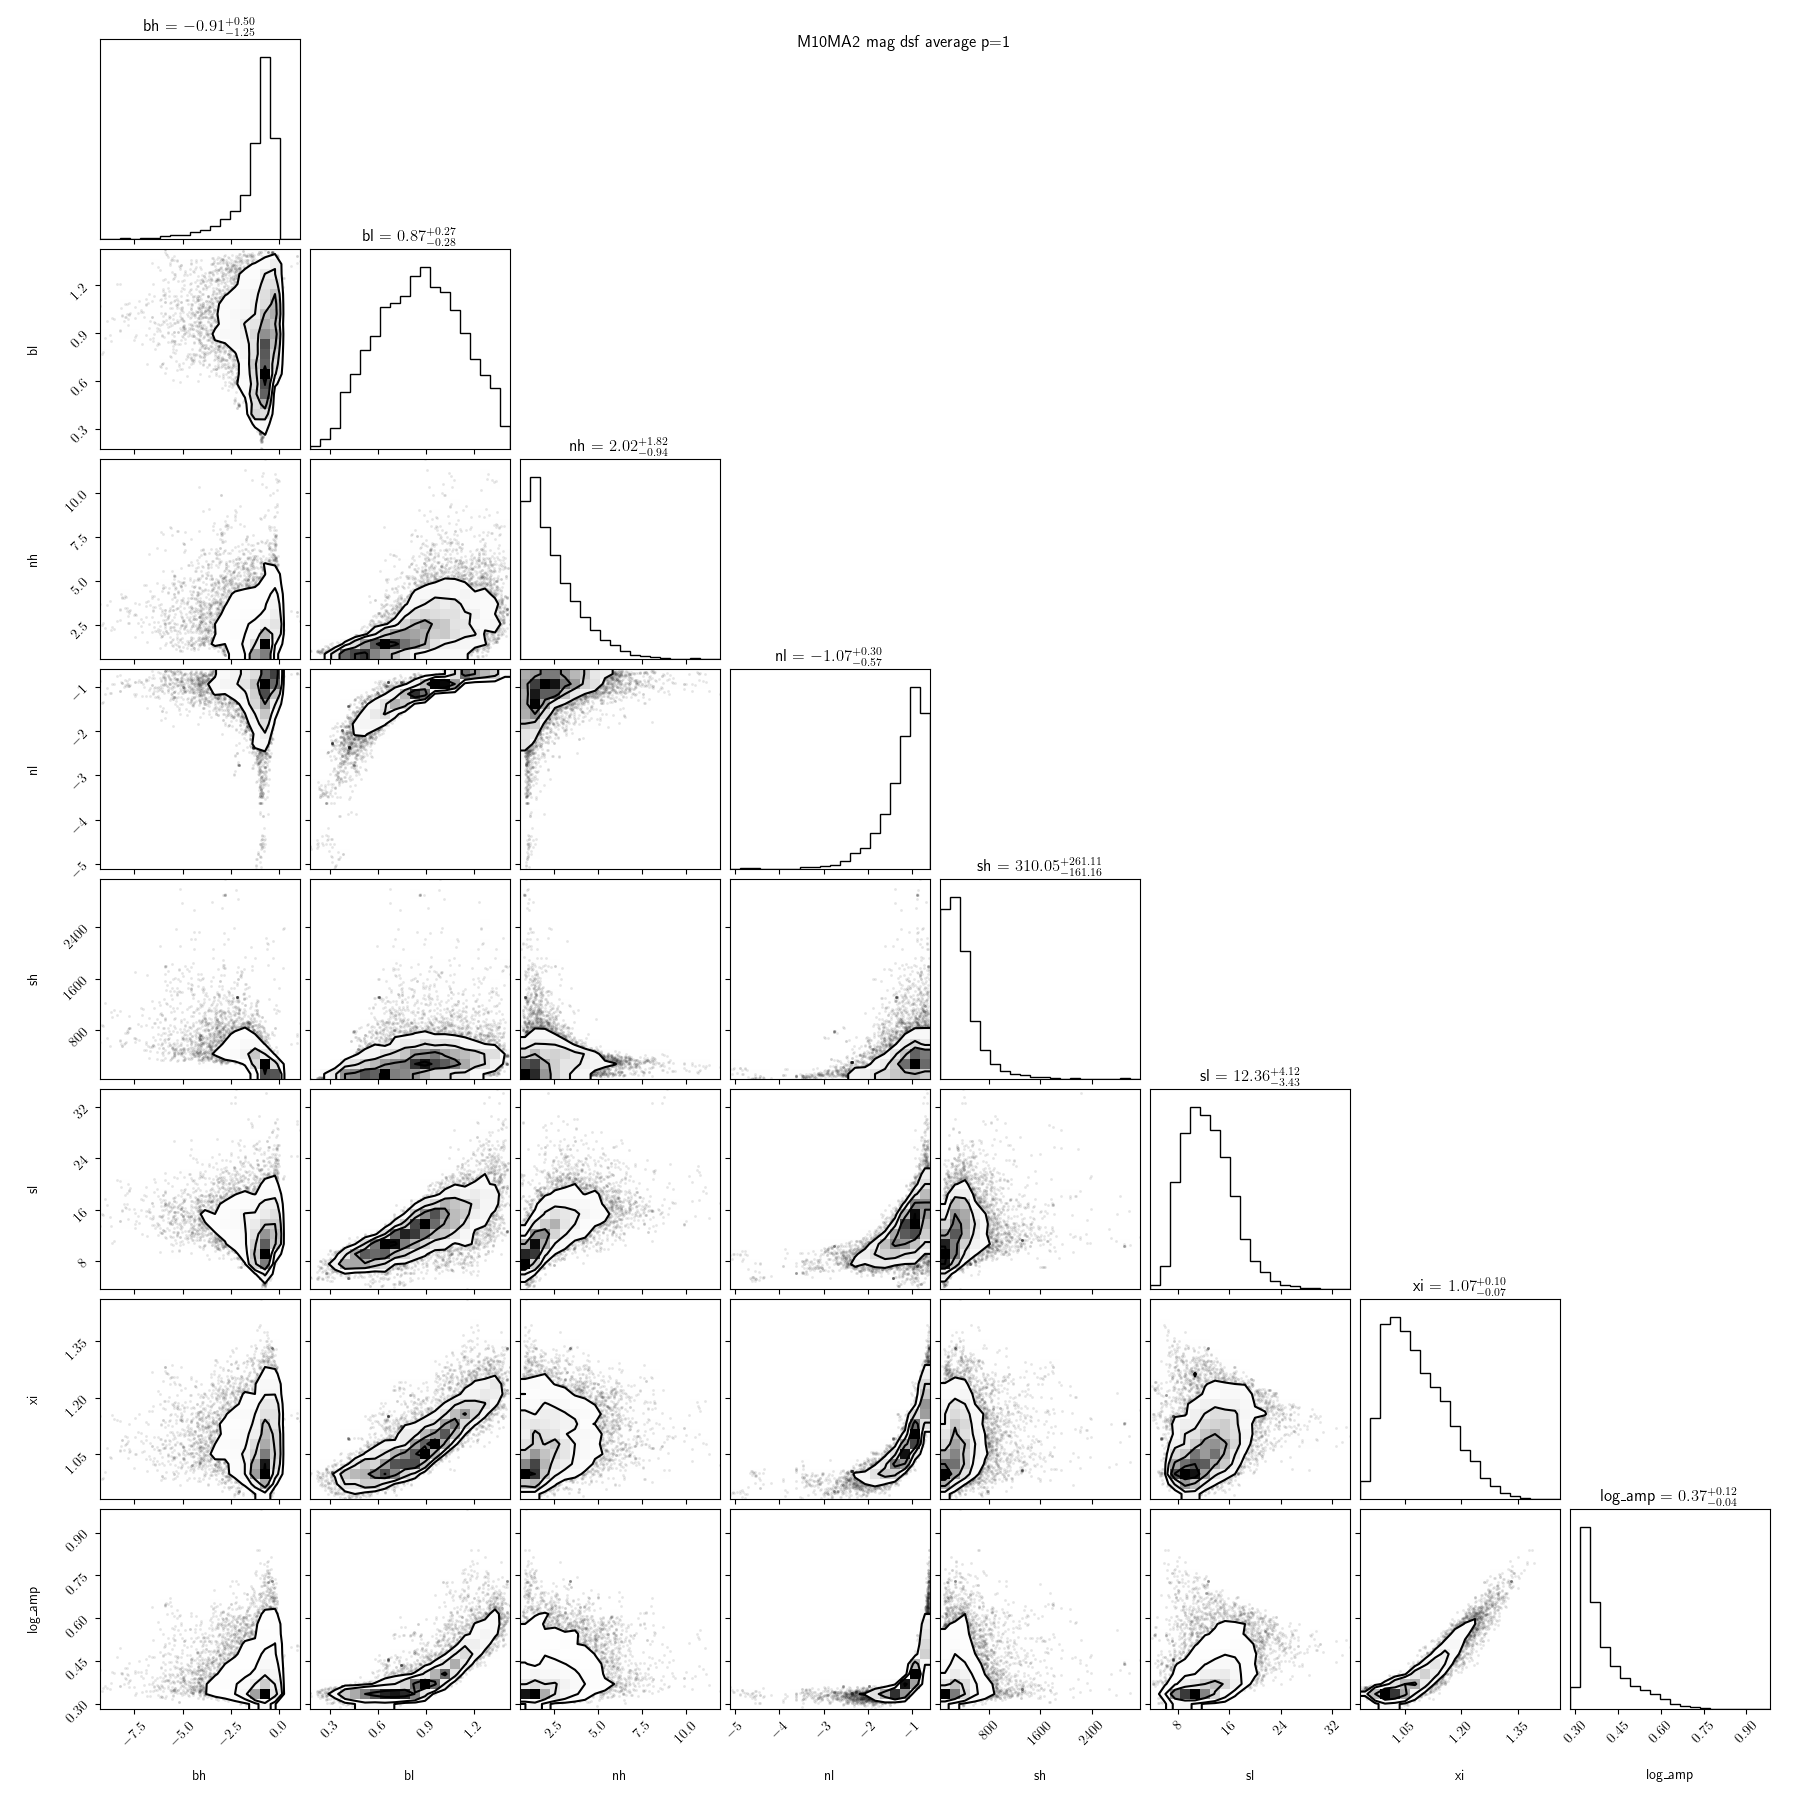 bh = −0.91+0.50−1.25
M10MA2 mag dsf average p=1
bl = 0.87+0.27−0.28
bl
1.2
0.9
0.6
0.3
nh = 2.02+1.82−0.94
nh
10.0
7.5
5.0
2.5
nl = −1.07+0.30−0.57
nl
−1
−2
−3
−4
−5
sh = 310.05+261.11−161.16
sh
2400
1600
800
sl = 12.36+4.12−3.43
sl
32
24
16
8
xi = 1.07+0.10−0.07
xi
1.35
1.20
1.05
log_amp = 0.37+0.12−0.04
log_amp
0.90
0.75
0.60
0.45
0.30
−7.5 −5.0 −2.5 0.0 0.3 0.6 0.9 1.2 2.5 5.0 7.5 10.0 −5 −4 −3 −2 −1 800 1600 2400 8 16 24 32 1.05 1.20 1.35 0.30 0.45 0.60 0.75 0.90
bh bl nh nl sh sl xi log_amp